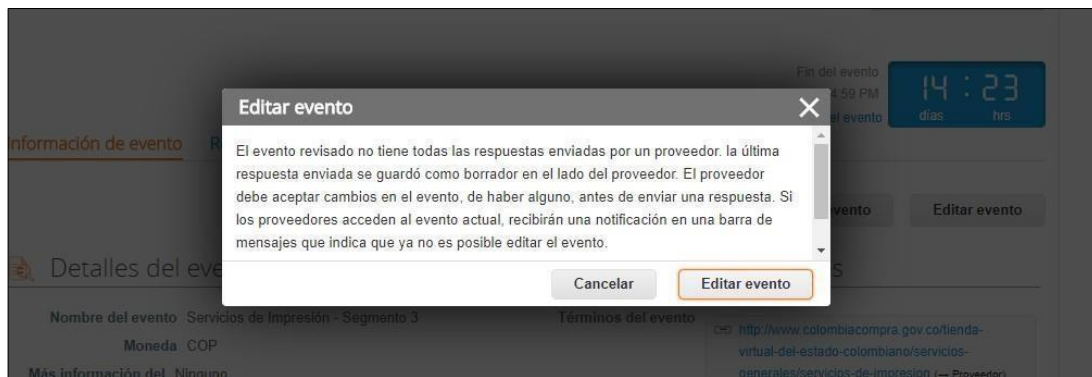 Fin del evento
4:59 PM
el evento
14 : 23
días hrs
Editar evento
Información de evento
El evento revisado no tiene todas las respuestas enviadas por un proveedor. la última
respuesta enviada se guardó como borrador en el lado del proveedor. El proveedor
debe aceptar cambios en el evento, de haber alguno, antes de enviar una respuesta. Si
los proveedores acceden al evento actual, recibirán una notificación en una barra de
mensajes que indica que ya no es posible editar el evento.
Cancelar Editar evento
evento Editar evento
Detalles del eve
Nombre del evento Servicios de Impresión - Segmento 3
Moneda COP
Más información del Ninguno
Términos del evento
http://www.colombiacompra.gov.co/tienda-
virtual-del-estado-colombiano/servicios-
generales/servicios-de-impresion (→ Proveedor)